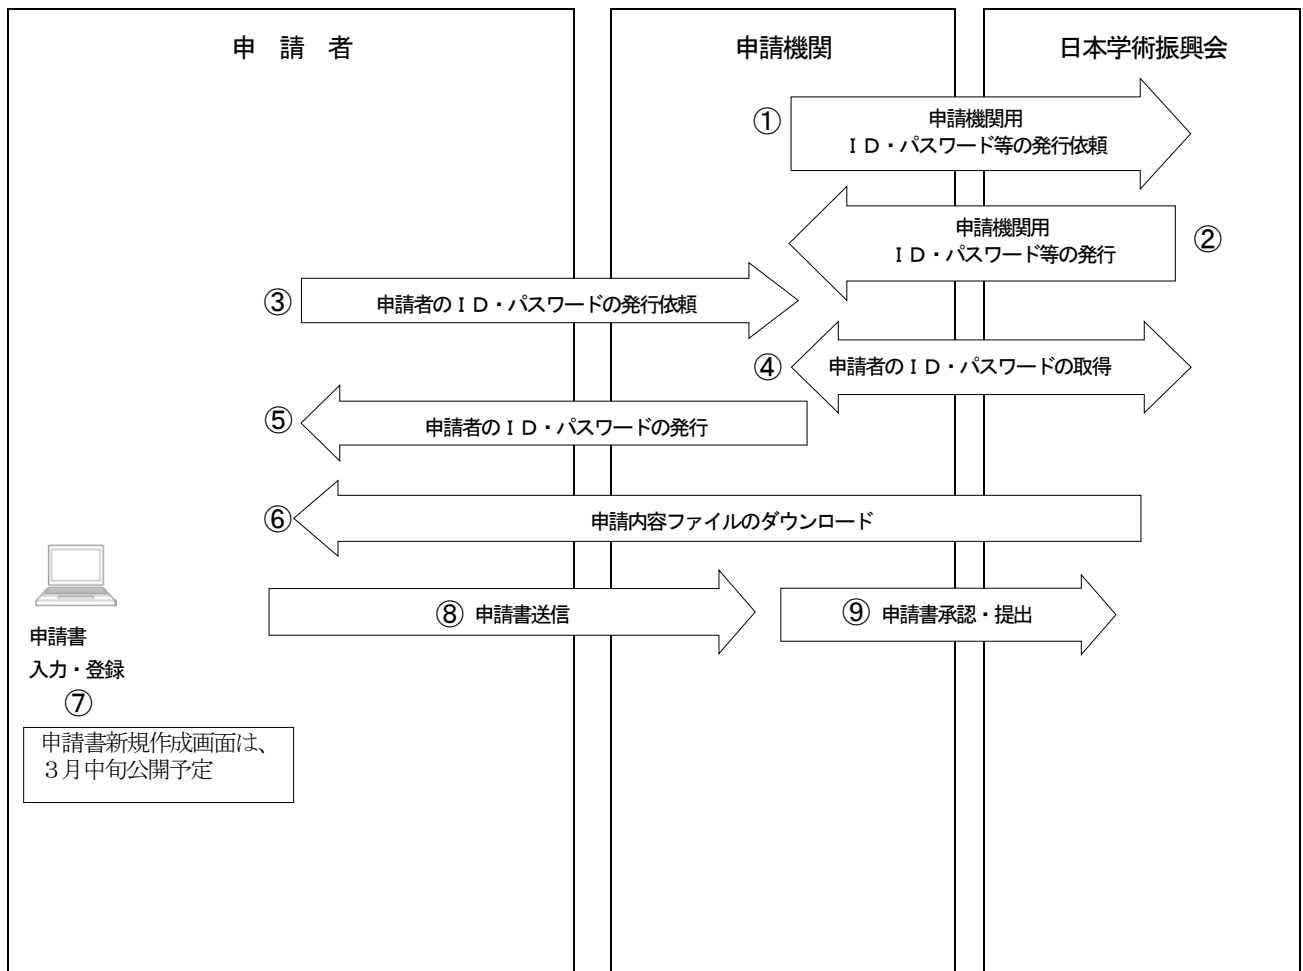 申 請 者
申請機関
日本学術振興会
①
申請機関用
ＩＤ・パスワード等の発行依頼
申請機関用
ＩＤ・パスワード等の発行
②
③
申請者のＩＤ・パスワードの発行依頼
④
申請者のＩＤ・パスワードの取得
⑤
申請者のＩＤ・パスワードの発行
⑥
申請内容ファイルのダウンロード
⑧ 申請書送信
⑨ 申請書承認・提出
申請書
入力・登録
⑦
申請書新規作成画面は、
３月中旬公開予定